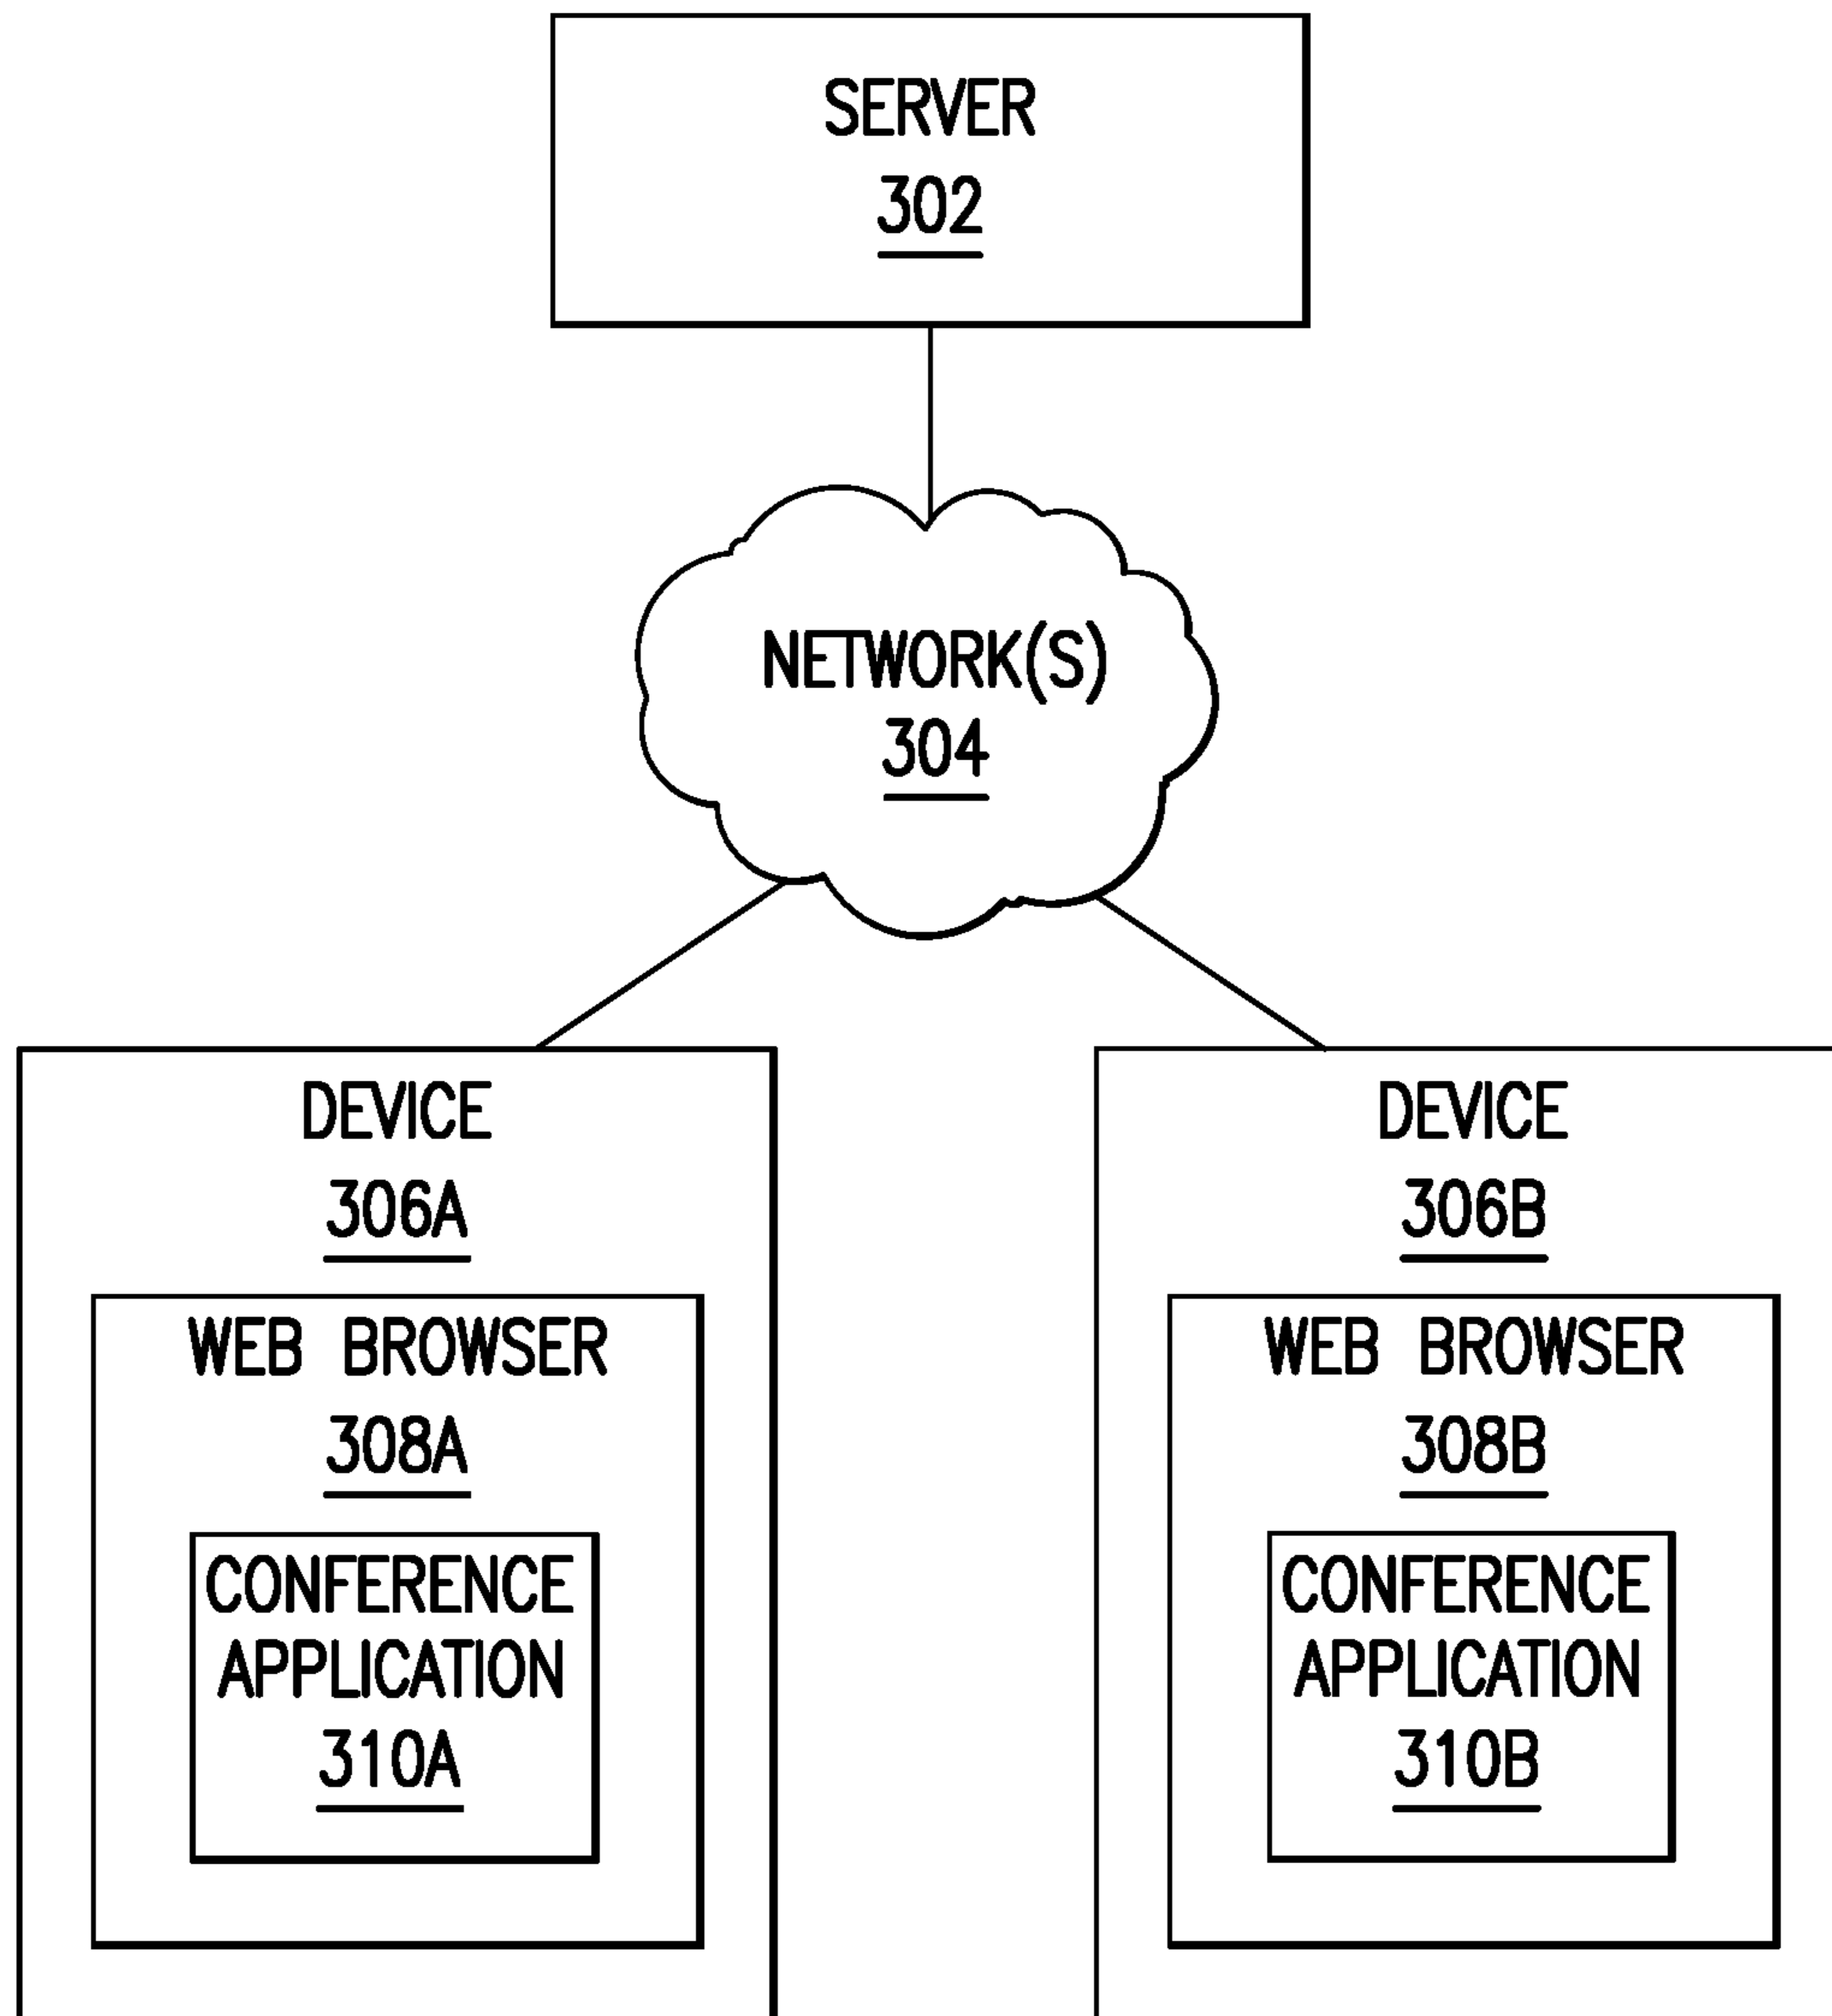 SERVER
302
NETWORK(S)
304
DEVICE
306A
WEB BROWSER
308A
CONFERENCE
APPLICATION
310A
DEVICE
306B
WEB BROWSER
308B
CONFERENCE
APPLICATION
310B